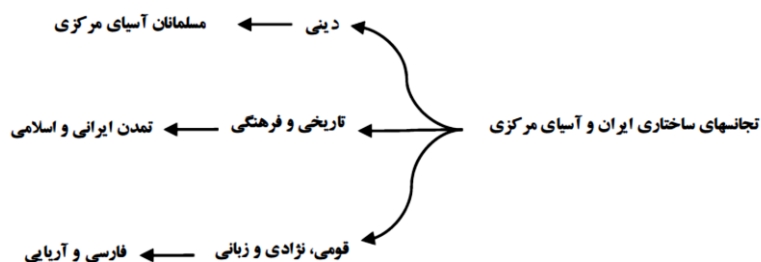 دینی
مسلمانان آسیای مرکزی
تجانسهای ساختاری ایران و آسیای مرکزی
تاریخی و فرهنگی
تمدن ایرانی و اسلامی
قومی، نژادی و زبانی
فارسی و آریایی